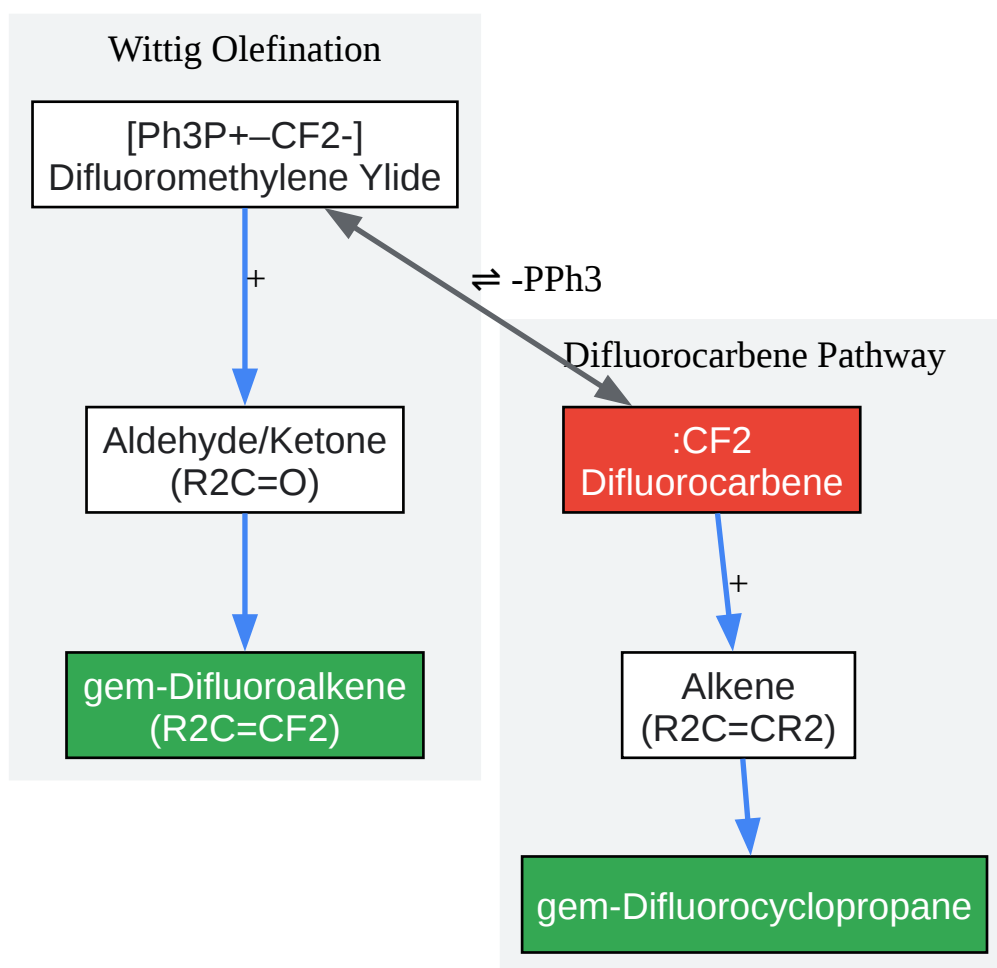 Wittig Olefination
[Ph3P+–CF2-]
Difluoromethylene Ylide
+
⇌ -PPh3
Aldehyde/Ketone
(R2C=O)
gem-Difluoroalkene
(R2C=CF2)
Difluorocarbene Pathway
:CF2
Difluorocarbene
+
Alkene
(R2C=CR2)
gem-Difluorocyclopropane